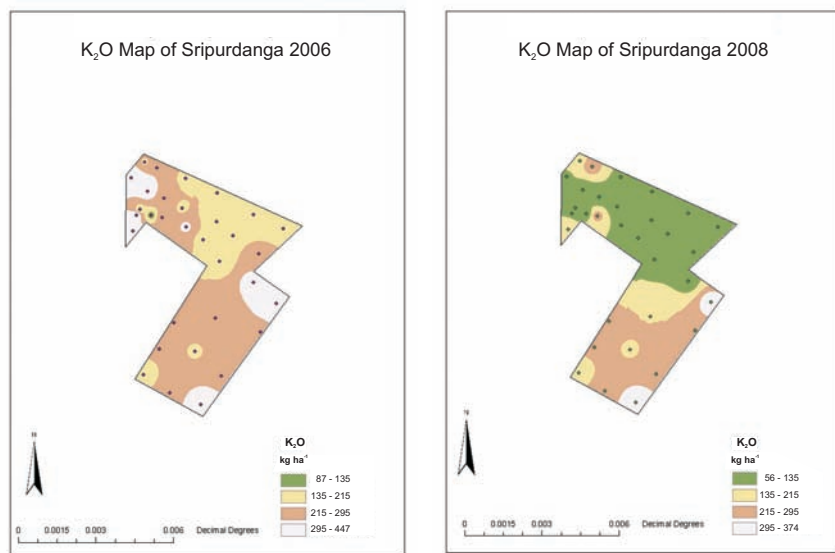 K₂O Map of Sripurdanga 2006
N
K₂O
kg ha⁻¹
87 - 135
135 - 215
215 - 295
295 - 447
0 0.0015 0.003 0.006 Decimal Degrees
K₂O Map of Sripurdanga 2008
N
K₂O
kg ha⁻¹
56 - 135
135 - 215
215 - 295
295 - 374
0 0.0015 0.003 0.006 Decimal Degrees